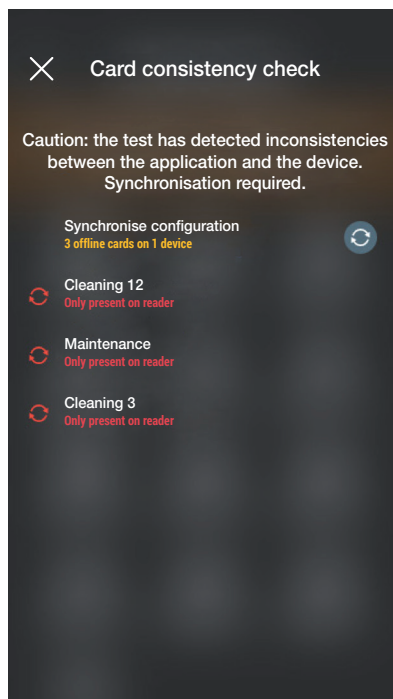 Card consistency check
Caution: the test has detected inconsistencies
between the application and the device.
Synchronisation required.
Synchronise configuration
3 offline cards on 1 device
Cleaning 12
Only present on reader
Maintenance
Only present on reader
Cleaning 3
Only present on reader